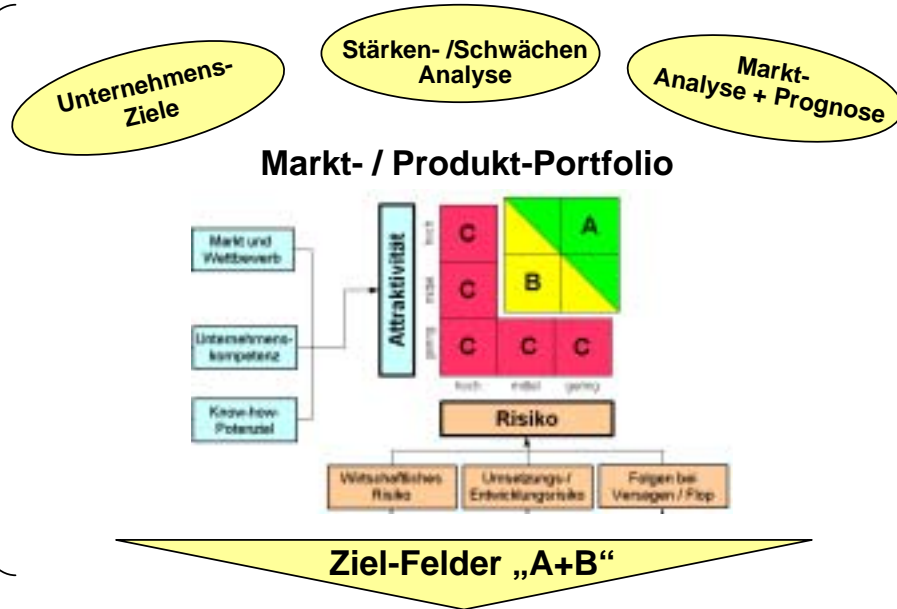 Unternehmens-
Ziele
Stärken- /Schwächen
Analyse
Markt-
Analyse + Prognose
Markt- / Produkt-Portfolio
Markt und
Wettbewerb
Unternehmens-
kompetenz
Know-how-
Potenziel
Attraktivität
hoch
mittel
gering
C
A
C
B
C
C
C
hoch
mittel
gering
Risiko
Wirtschaftliches
Risiko
Umsetzungs-/
Entwicklungsrisiko
Folgen bei
Versagen / Flop
Ziel-Felder „A+B“